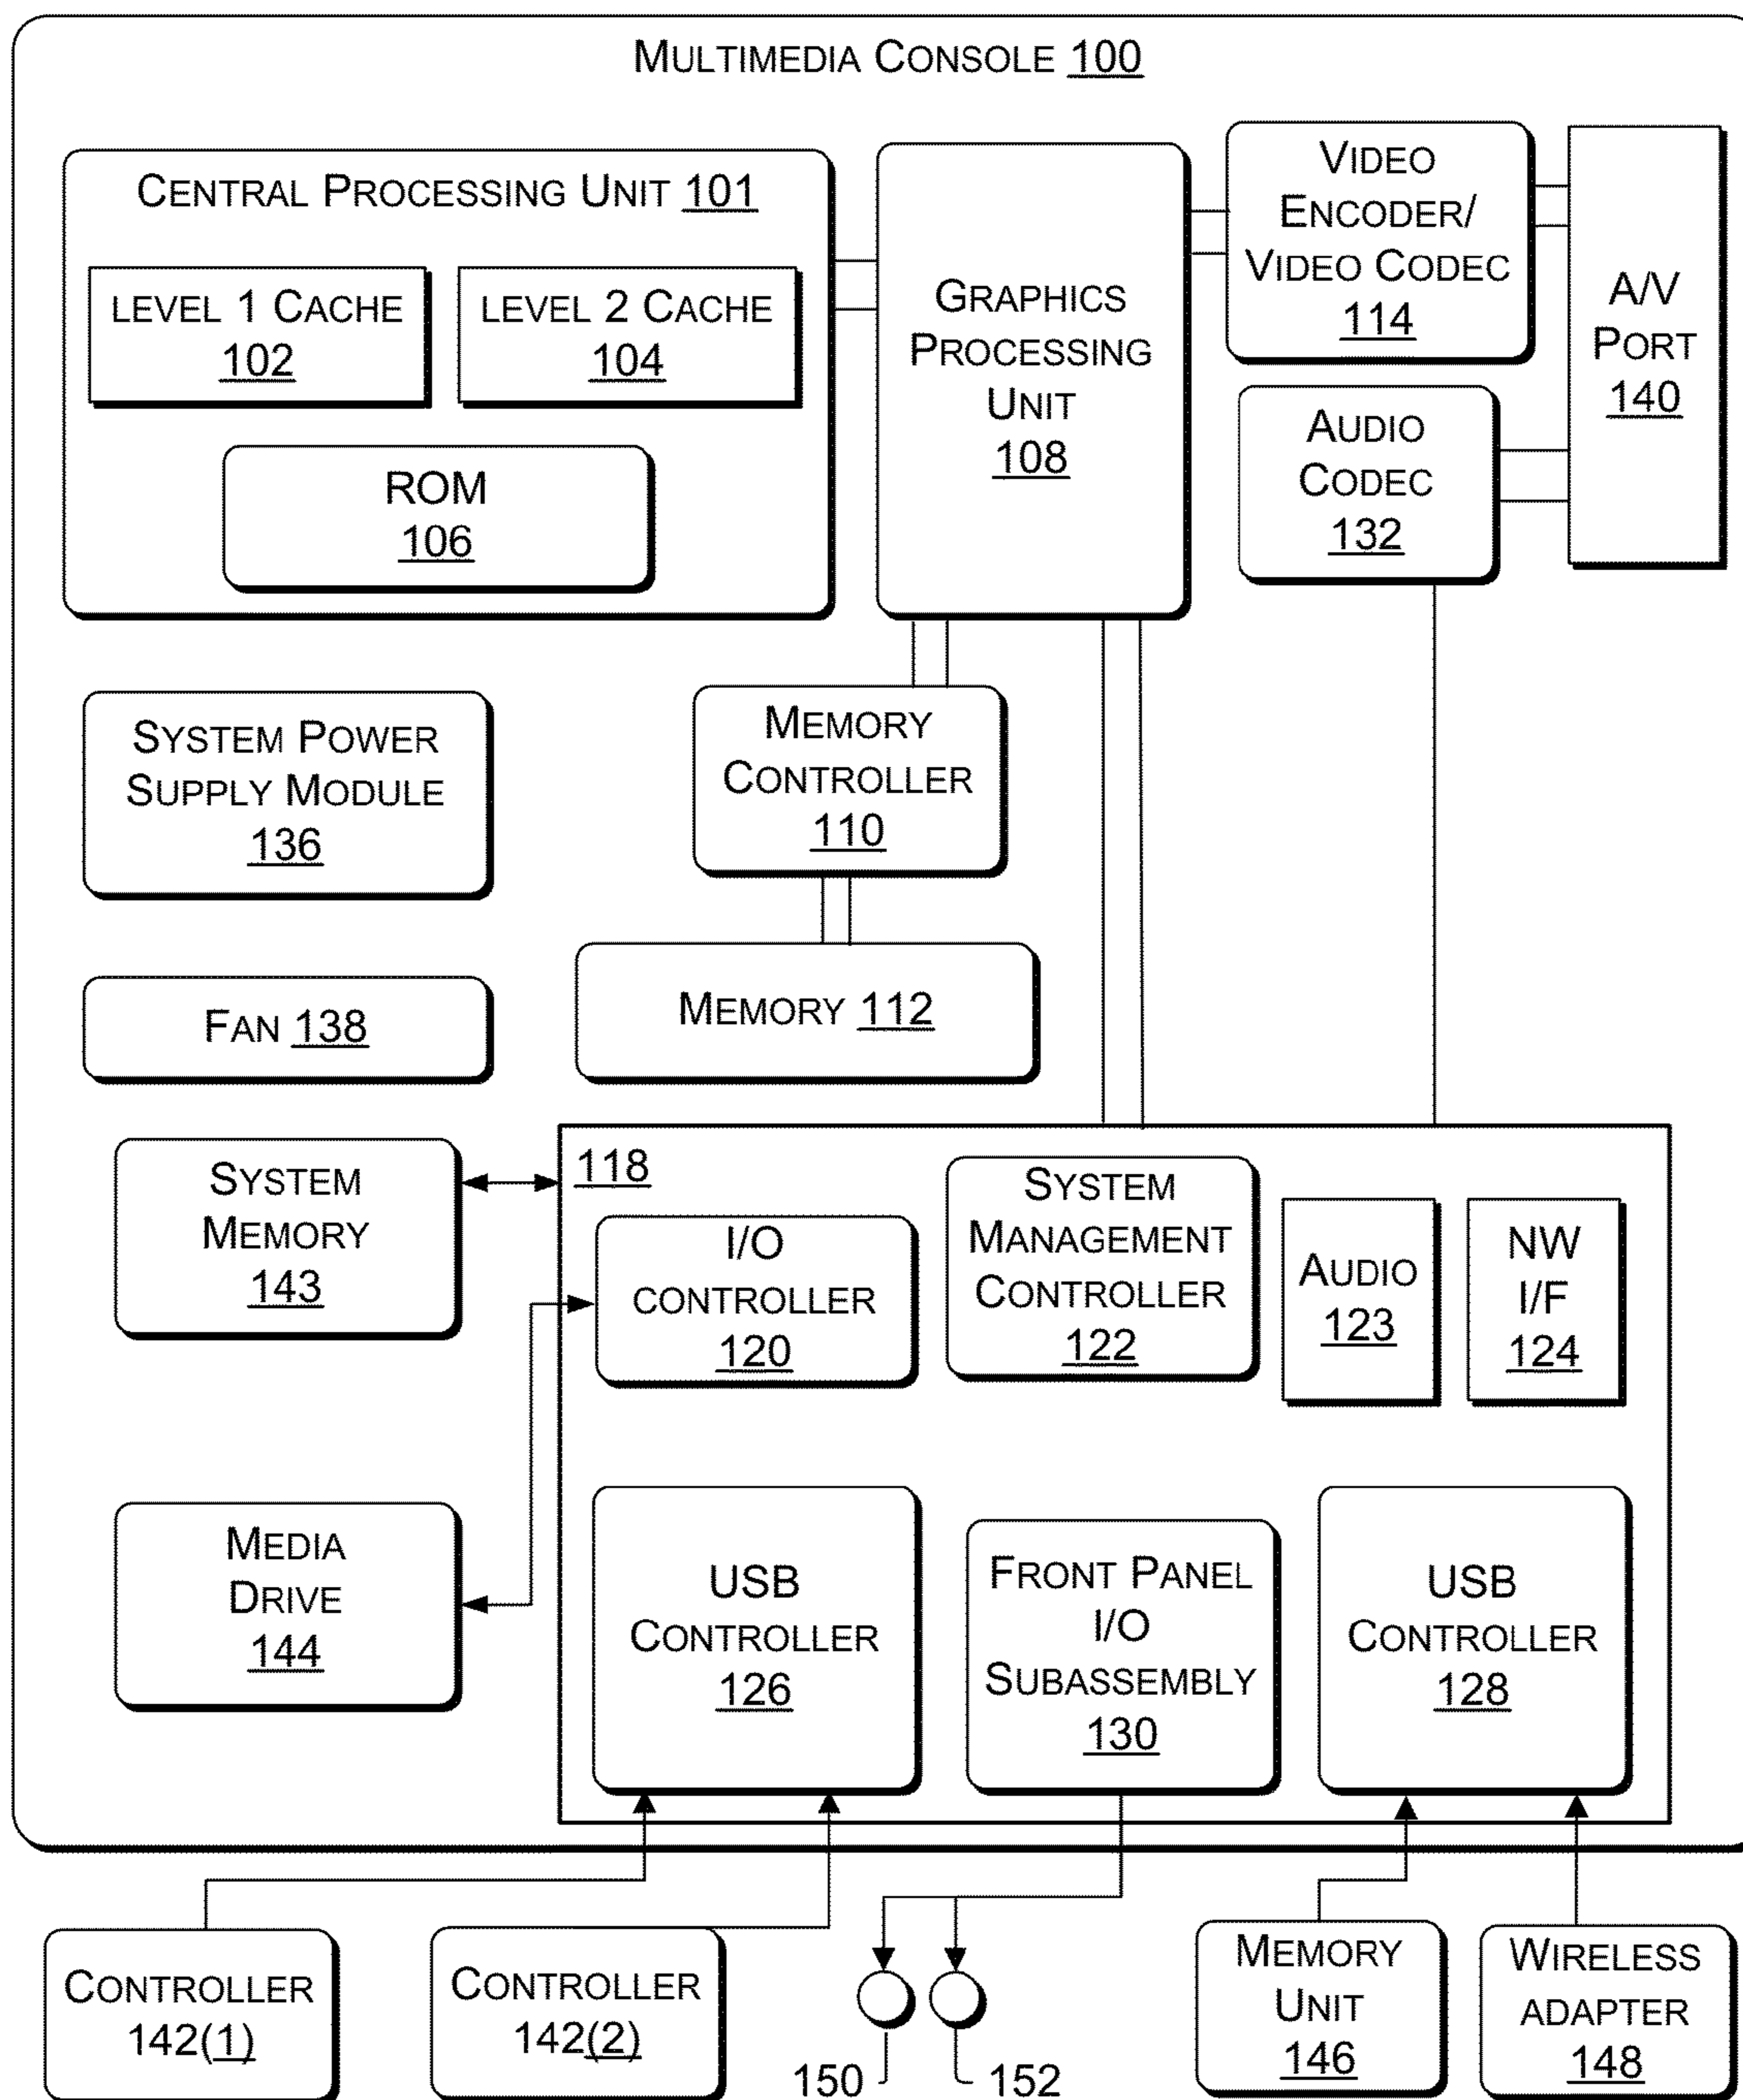 MULTIMEDIA CONSOLE 100
CENTRAL PROCESSING UNIT 101
LEVEL 1 CACHE
102
LEVEL 2 CACHE
104
ROM
106
GRAPHICS
PROCESSING
UNIT
108
VIDEO
ENCODER/
VIDEO CODEC
114
A/V
PORT
140
AUDIO
CODEC
132
SYSTEM POWER
SUPPLY MODULE
136
MEMORY
CONTROLLER
110
FAN 138
MEMORY 112
SYSTEM
MEMORY
143
118
I/O
CONTROLLER
120
SYSTEM
MANAGEMENT
CONTROLLER
122
AUDIO
123
NW
I/F
124
MEDIA
DRIVE
144
USB
CONTROLLER
126
FRONT PANEL
I/O
SUBASSEMBLY
130
USB
CONTROLLER
128
CONTROLLER
142(1)
CONTROLLER
142(2)
150
152
MEMORY
UNIT
146
WIRELESS
ADAPTER
148